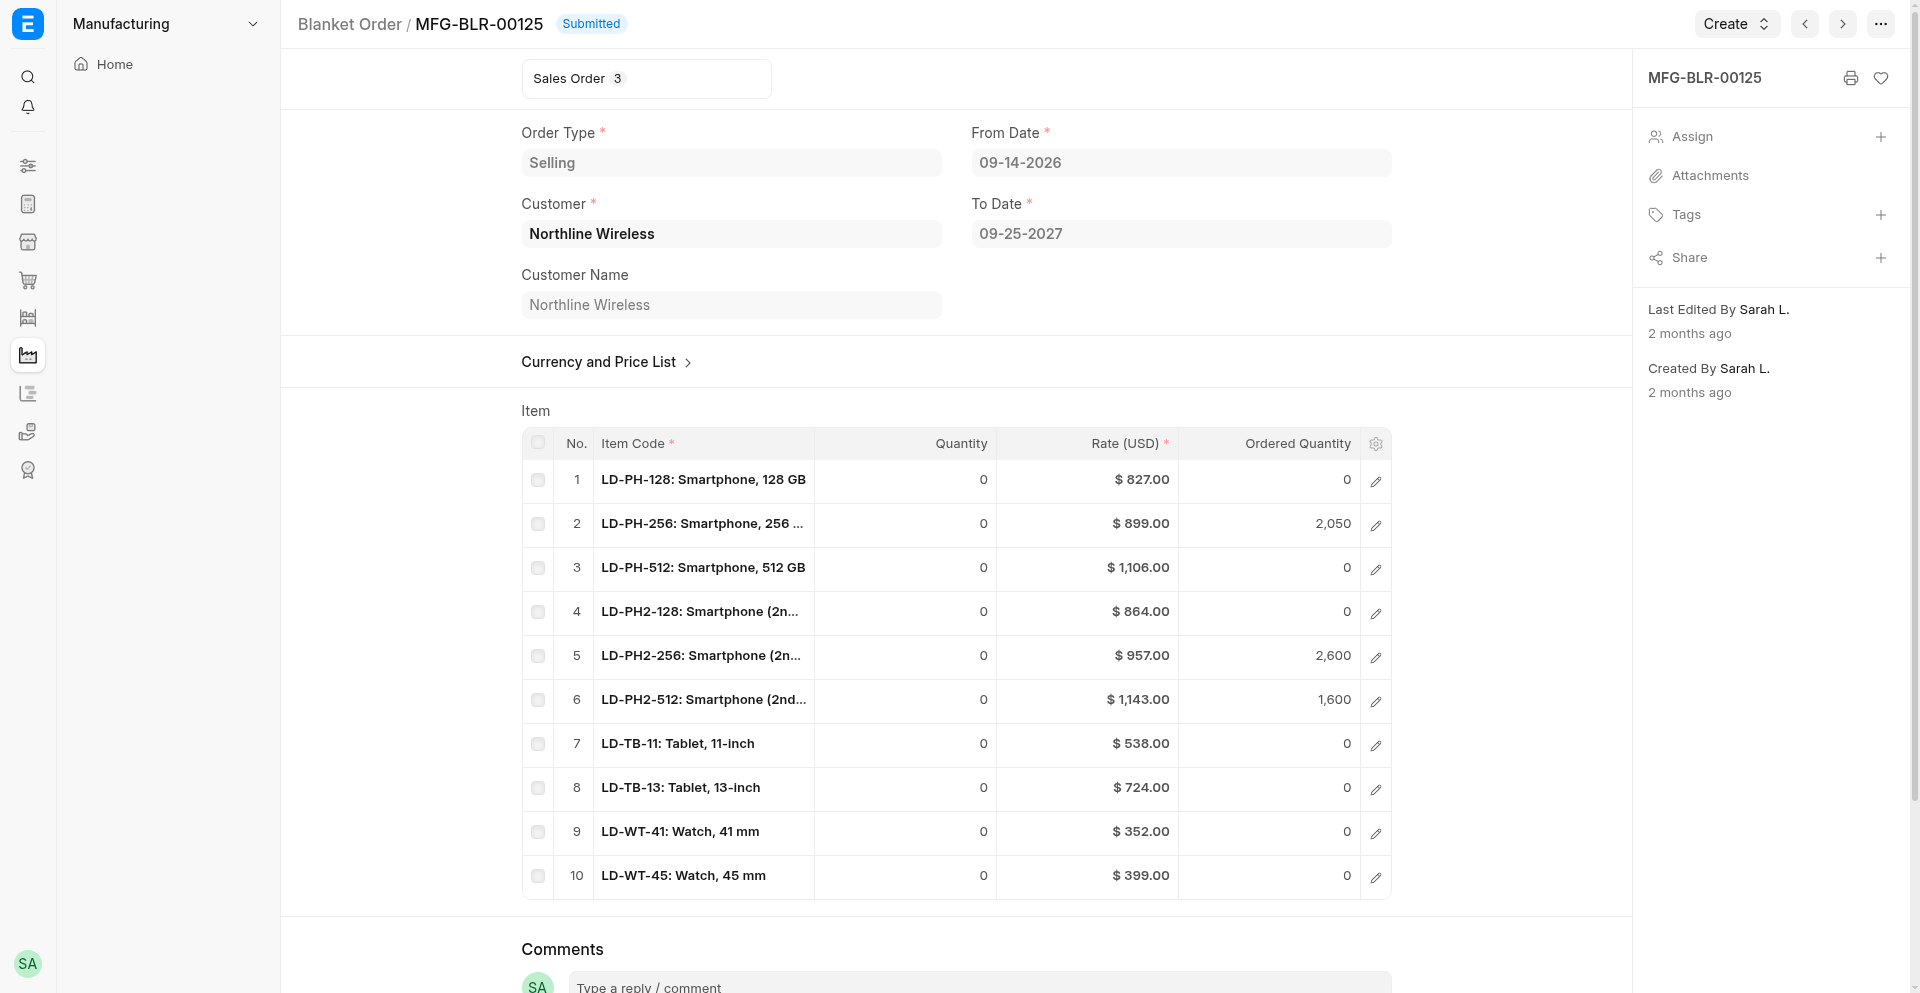 Manufacturing
Blanket Order / MFG-BLR-00125 Submitted
Create
Home
Sales Order 3
MFG-BLR-00125
Order Type *
Selling
From Date *
09-14-2026
Customer *
Northline Wireless
To Date *
09-25-2027
Customer Name
Northline Wireless
Assign
Attachments
Tags
Share
Last Edited By Sarah L.
2 months ago
Created By Sarah L.
2 months ago
Currency and Price List
Item
No. Item Code * Quantity Rate (USD) * Ordered Quantity
1 LD-PH-128: Smartphone, 128 GB 0 $ 827.00 0
2 LD-PH-256: Smartphone, 256 ... 0 $ 899.00 2,050
3 LD-PH-512: Smartphone, 512 GB 0 $ 1,106.00 0
4 LD-PH2-128: Smartphone (2n... 0 $ 864.00 0
5 LD-PH2-256: Smartphone (2n... 0 $ 957.00 2,600
6 LD-PH2-512: Smartphone (2nd... 0 $ 1,143.00 1,600
7 LD-TB-11: Tablet, 11-inch 0 $ 538.00 0
8 LD-TB-13: Tablet, 13-inch 0 $ 724.00 0
9 LD-WT-41: Watch, 41 mm 0 $ 352.00 0
10 LD-WT-45: Watch, 45 mm 0 $ 399.00 0
Comments
SA
SA Type a reply / comment